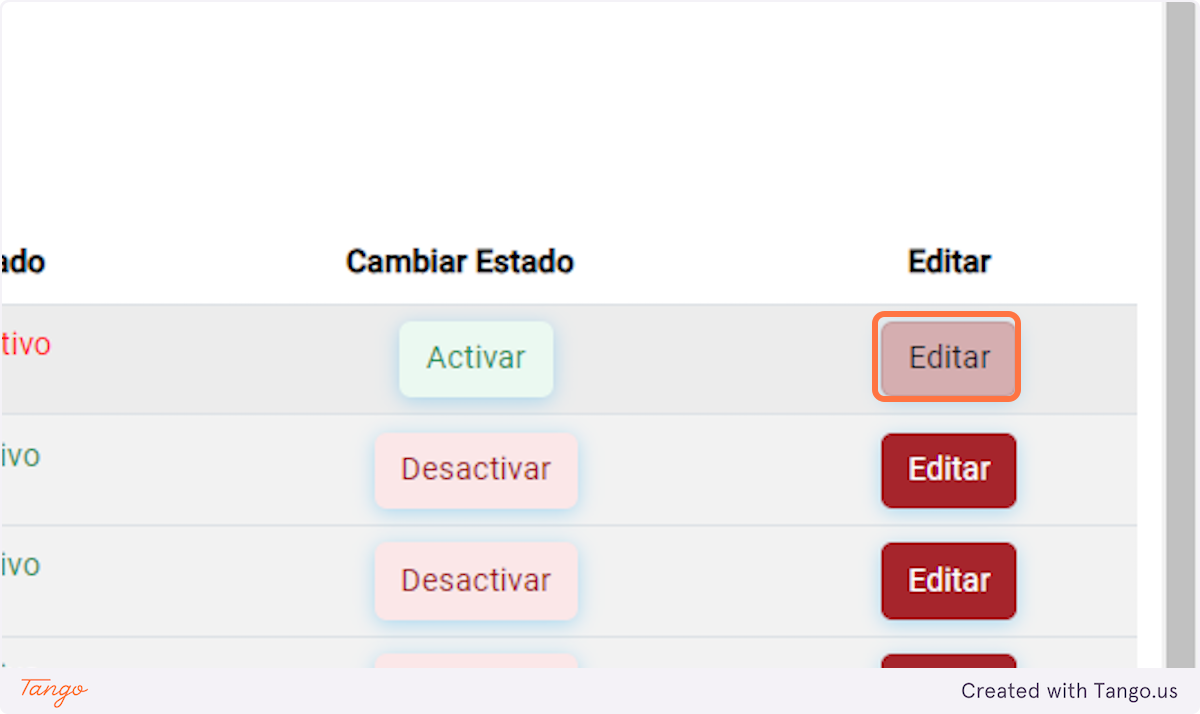 ado Cambiar Estado Editar
tivo Activar Editar
ivo Desactivar Editar
ivo Desactivar Editar
Tango Created with Tango.us